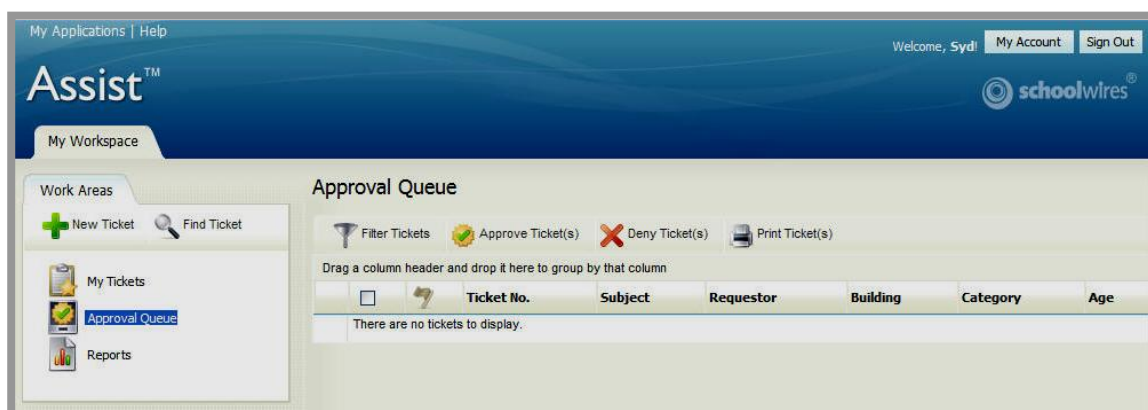 My Applications | Help
Welcome, Syd! My Account Sign Out
Assist™
schoolwires®
My Workspace
Work Areas
New Ticket Find Ticket
My Tickets
Approval Queue
Reports
Approval Queue
Filter Tickets Approve Ticket(s) Deny Ticket(s) Print Ticket(s)
Drag a column header and drop it here to group by that column
Ticket No. Subject Requestor Building Category Age
There are no tickets to display.